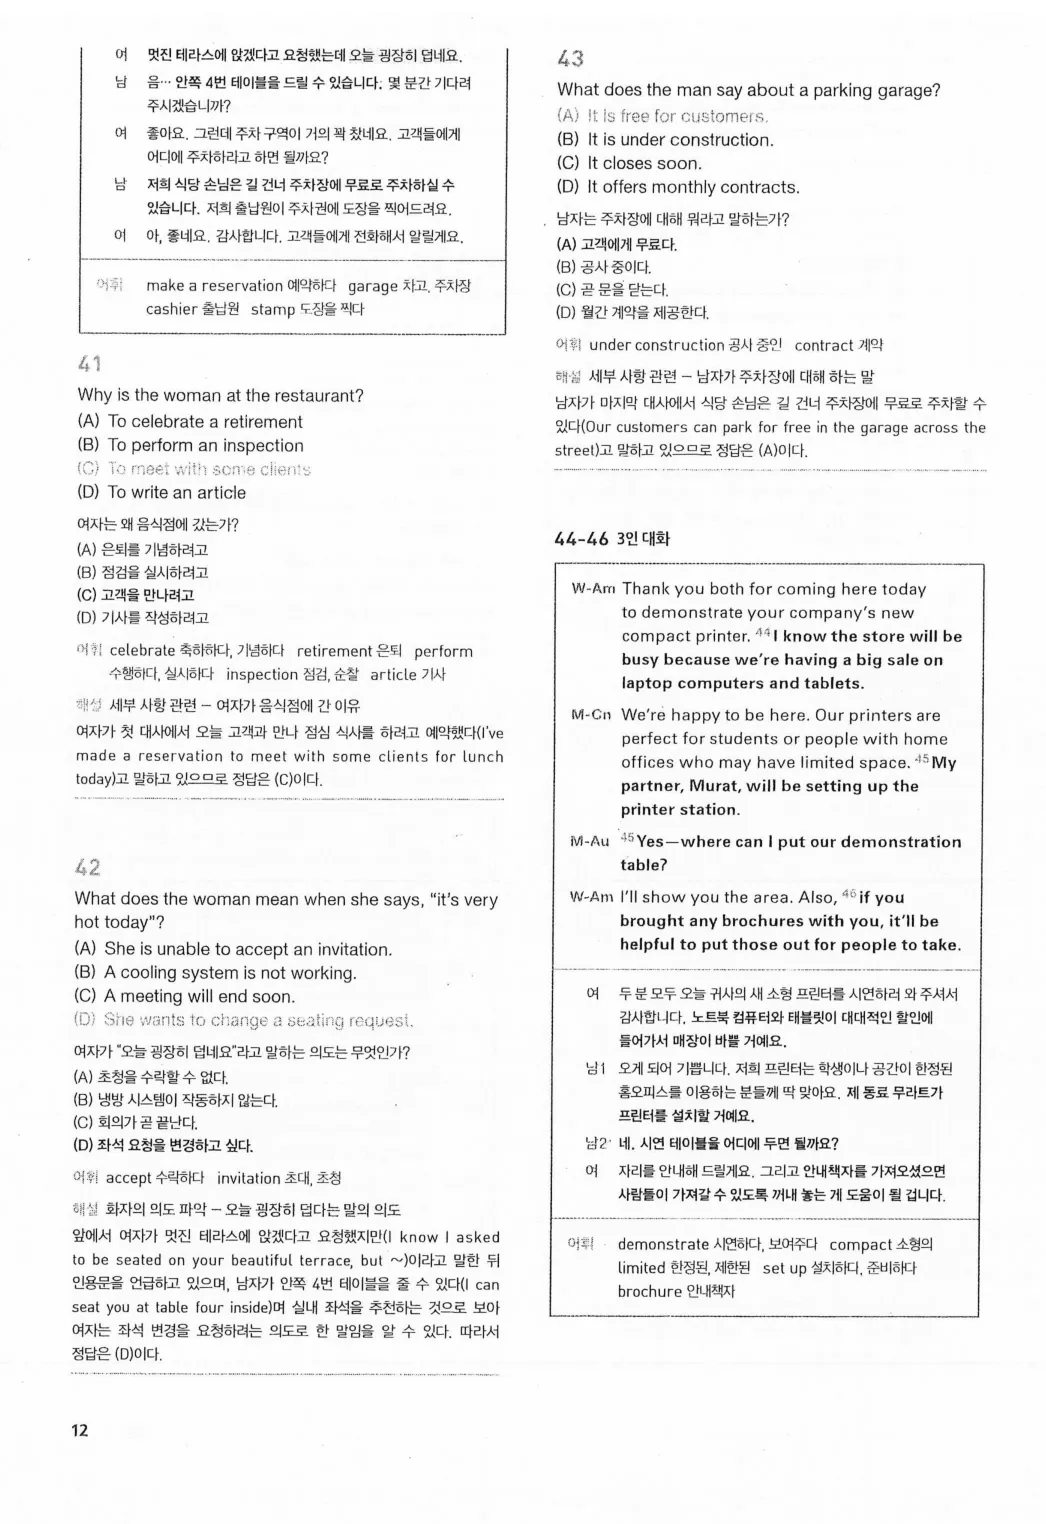 여 멋진 테라스에 앉겠다고 요청했는데 오늘 굉장히 덥네요.
남 음… 안쪽 4번 테이블을 드릴 수 있습니다. 몇 분간 기다려
주시겠습니까?
여 좋아요. 그런데 주차 구역이 거의 꽉 찼네요. 고객들에게
어디에 주차하라고 하면 될까요?
남 저희 식당 손님은 길 건너 주차장에 무료로 주차하실 수
있습니다. 저희 출납원이 주차권에 도장을 찍어드려요.
여 아, 좋네요. 감사합니다. 고객들에게 전화해서 알릴게요.
어휘 make a reservation 예약하다 garage 차고, 주차장
cashier 출납원 stamp 도장을 찍다
41
Why is the woman at the restaurant?
(A) To celebrate a retirement
(B) To perform an inspection
(C) To meet with some clients
(D) To write an article
여자는 왜 음식점에 갔는가?
(A) 은퇴를 기념하려고
(B) 점검을 실시하려고
(C) 고객을 만나려고
(D) 기사를 작성하려고
어휘 celebrate 축하하다, 기념하다 retirement 은퇴 perform
수행하다, 실시하다 inspection 점검, 순찰 article 기사
해설 세부 사항 관련 – 여자가 음식점에 간 이유
여자가 첫 대사에서 오늘 고객과 만나 점심 식사를 하려고 예약했다(I've
made a reservation to meet with some clients for lunch
today)고 말하고 있으므로 정답은 (C)이다.
42
What does the woman mean when she says, “it's very
hot today”?
(A) She is unable to accept an invitation.
(B) A cooling system is not working.
(C) A meeting will end soon.
(D) She wants to change a seating request.
여자가 “오늘 굉장히 덥네요”라고 말하는 의도는 무엇인가?
(A) 초청을 수락할 수 없다.
(B) 냉방 시스템이 작동하지 않는다.
(C) 회의가 곧 끝난다.
(D) 좌석 요청을 변경하고 싶다.
어휘 accept 수락하다 invitation 초대, 초청
해설 화자의 의도 파악 – 오늘 굉장히 덥다는 말의 의도
앞에서 여자가 멋진 테라스에 앉겠다고 요청했지만(I know I asked
to be seated on your beautiful terrace, but ~)이라고 말한 뒤
인용문을 언급하고 있으며, 남자가 안쪽 4번 테이블을 줄 수 있다(I can
seat you at table four inside)며 실내 좌석을 추천하는 것으로 보아
여자는 좌석 변경을 요청하려는 의도로 한 말임을 알 수 있다. 따라서
정답은 (D)이다.
12
43
What does the man say about a parking garage?
(A) It is free for customers.
(B) It is under construction.
(C) It closes soon.
(D) It offers monthly contracts.
남자는 주차장에 대해 뭐라고 말하는가?
(A) 고객에게 무료다.
(B) 공사 중이다.
(C) 곧 문을 닫는다.
(D) 월간 계약을 제공한다.
어휘 under construction 공사 중인 contract 계약
해설 세부 사항 관련 – 남자가 주차장에 대해 하는 말
남자가 마지막 대사에서 식당 손님은 길 건너 주차장에 무료로 주차할 수
있다(Our customers can park for free in the garage across the
street)고 말하고 있으므로 정답은 (A)이다.
44-46 3인 대화
W-Am Thank you both for coming here today
to demonstrate your company's new
compact printer. 44 I know the store will be
busy because we're having a big sale on
laptop computers and tablets.
M-Cn We're happy to be here. Our printers are
perfect for students or people with home
offices who may have limited space. 45 My
partner, Murat, will be setting up the
printer station.
M-Au 45 Yes—where can I put our demonstration
table?
W-Am I'll show you the area. Also, 46 if you
brought any brochures with you, it'll be
helpful to put those out for people to take.
여 두 분 모두 오늘 귀사의 새 소형 프린터를 시연하러 와 주셔서
감사합니다. 노트북 컴퓨터와 태블릿이 대대적인 할인에
들어가서 매장이 바쁠 거예요.
남1 오게 되어 기쁩니다. 저희 프린터는 학생이나 공간이 한정된
홈오피스를 이용하는 분들께 딱 맞아요. 제 동료 무라트가
프린터를 설치할 거예요.
남2 네. 시연 테이블을 어디에 두면 될까요?
여 자리를 안내해 드릴게요. 그리고 안내책자를 가져오셨으면
사람들이 가져갈 수 있도록 꺼내 놓는 게 도움이 될 겁니다.
어휘 demonstrate 시연하다, 보여주다 compact 소형의
limited 한정된, 제한된 set up 설치하다, 준비하다
brochure 안내책자